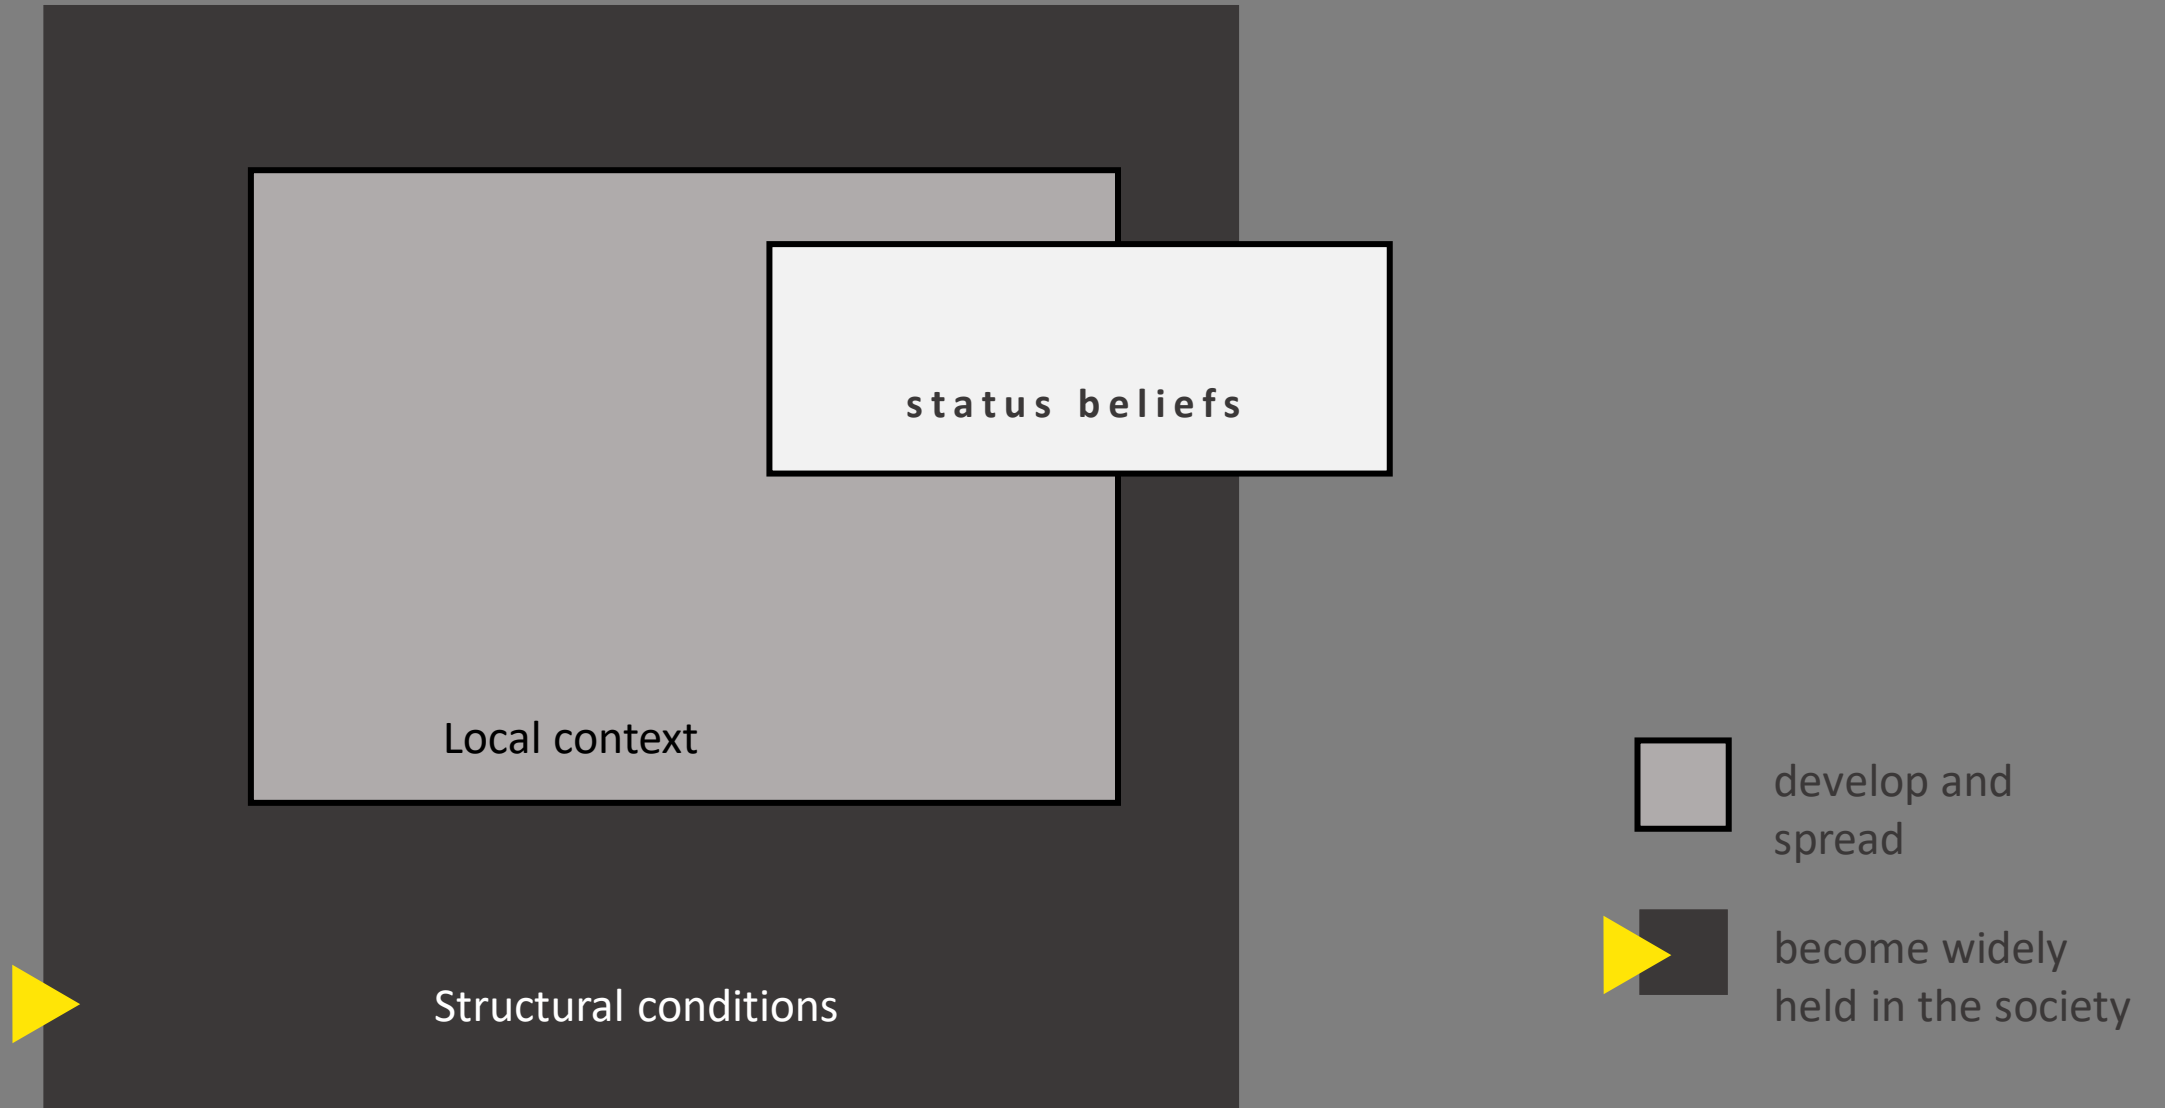 status beliefs
Local context
Structural conditions
develop and
spread
become widely
held in the society